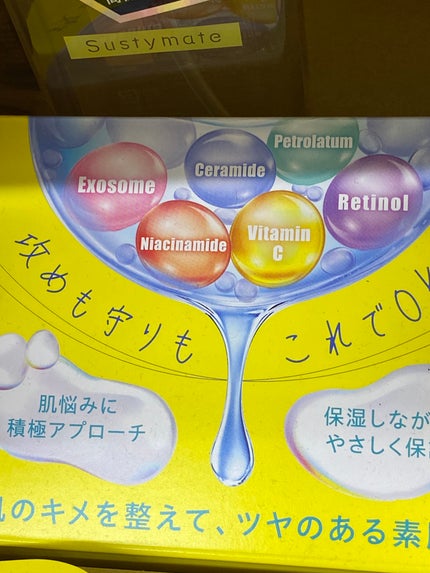 Sustymate
Petrolatum
Ceramide
Exosome
Retinol
Niacinamide
Vitamin
C
攻めも守りも
これでO
肌悩みに
積極アプローチ
保湿しなが
やさしく保
のキメを整えて、ツヤのある素